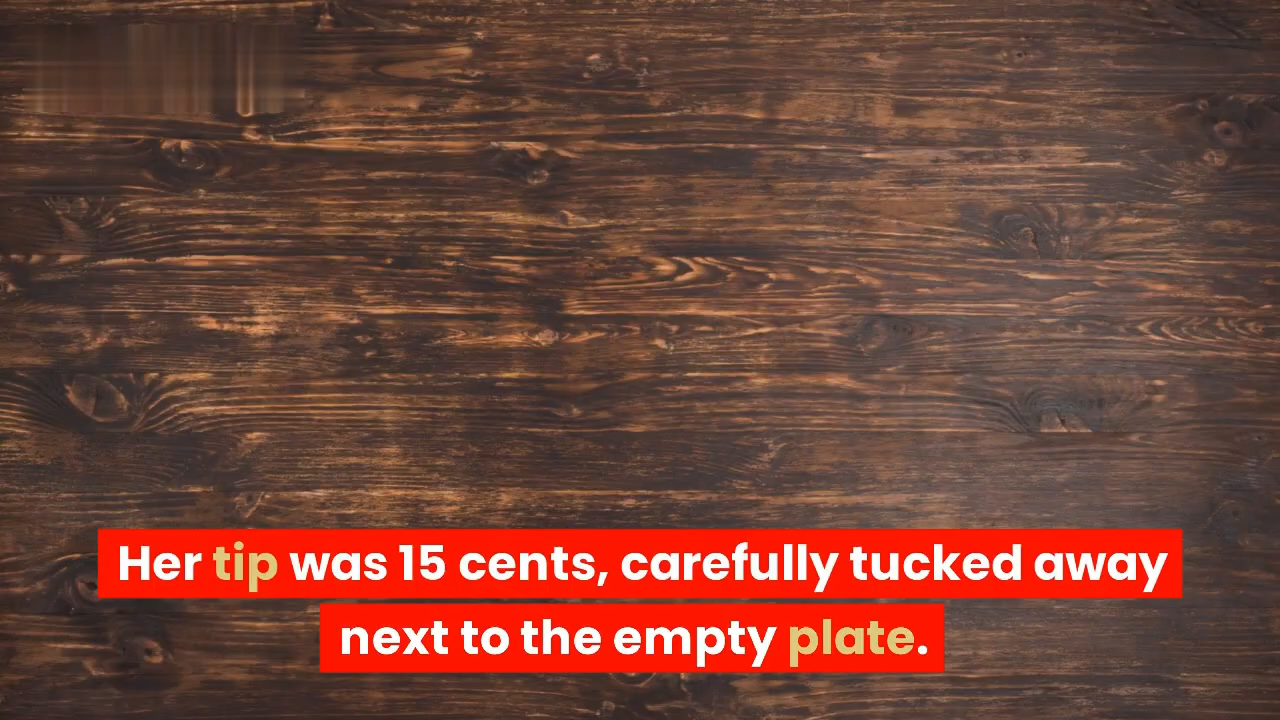 Her tip was 15 cents, carefully tucked away
next to the empty plate.